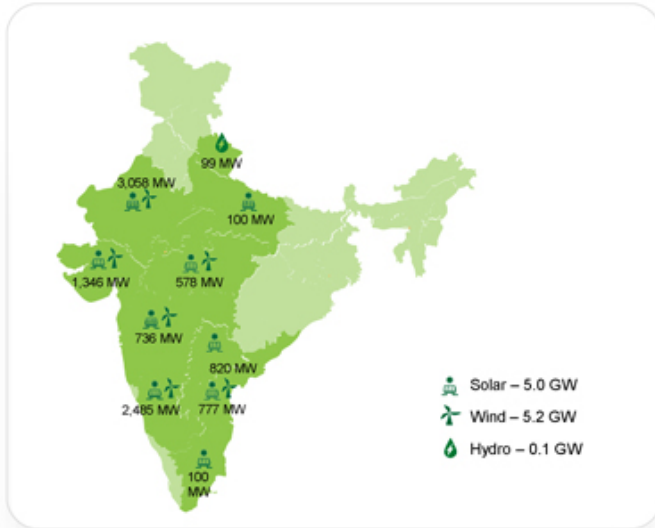 99 MW
3,058 MW
100 MW
1,346 MW
578 MW
736 MW
820 MW
2,485 MW
777 MW
100
MW
Solar – 5.0 GW
Wind – 5.2 GW
Hydro – 0.1 GW